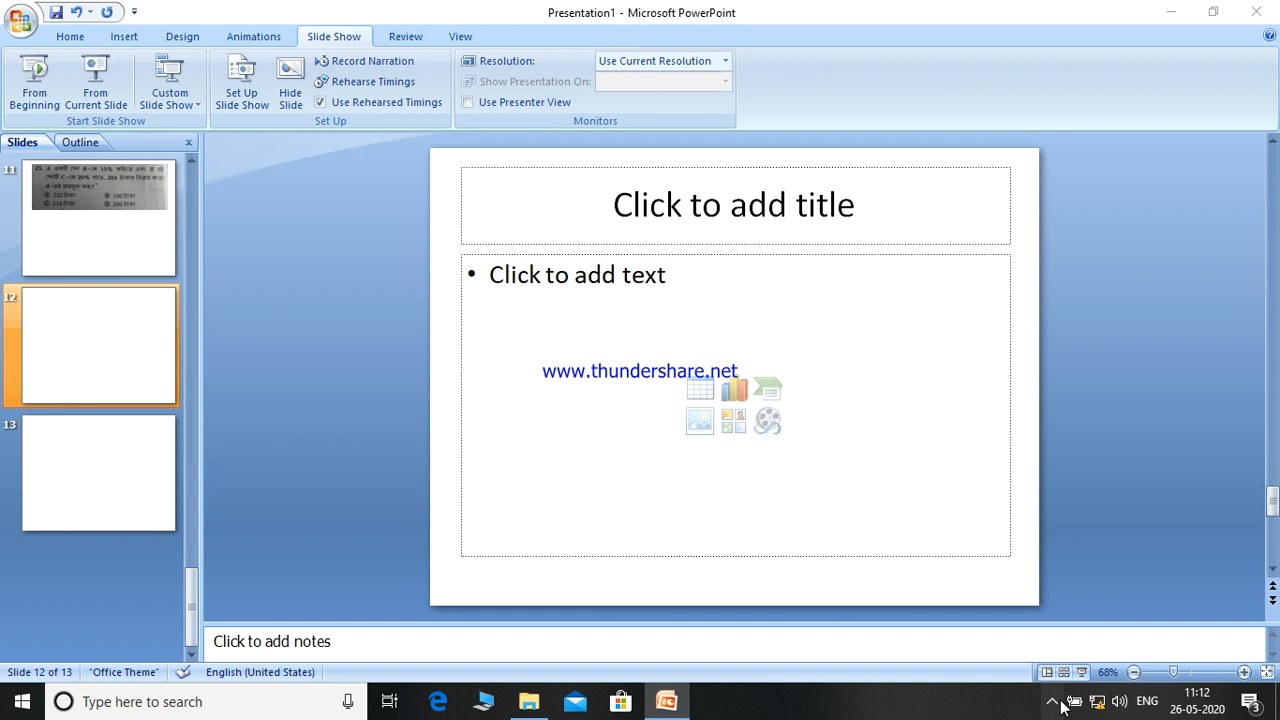 Presentation1 - Microsoft PowerPoint
Home Insert Design Animations Slide Show Review View
From Beginning
From Current Slide
Custom Slide Show
Start Slide Show
Set Up Slide Show
Hide Slide
Record Narration
Rehearse Timings
Use Rehearsed Timings
Set Up
Resolution: Use Current Resolution
Show Presentation On:
Use Presenter View
Monitors
Slides Outline
11
12
13
Click to add title
• Click to add text
www.thundershare.net
Click to add notes
Slide 12 of 13 "Office Theme" English (United States) 68%
Type here to search
ENG
11:12
26-05-2020
3